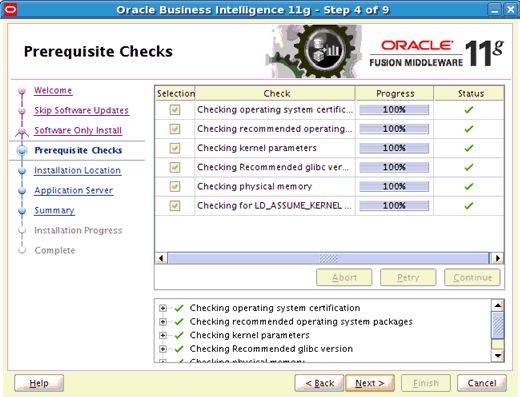 Oracle Business Intelligence 11g - Step 4 of 9
Prerequisite Checks
ORACLE
FUSION MIDDLEWARE 11g
Welcome
Skip Software Updates
Software Only Install
Prerequisite Checks
Installation Location
Application Server
Summary
Installation Progress
Complete
Selection Check Progress Status
Checking operating system certific... 100%
Checking recommended operating... 100%
Checking kernel parameters 100%
Checking Recommended glibc ver... 100%
Checking physical memory 100%
Checking for LD_ASSUME_KERNEL ... 100%
Abort Retry Continue
Checking operating system certification
Checking recommended operating system packages
Checking kernel parameters
Checking Recommended glibc version
Checking physical memory
Help < Back Next > Finish Cancel